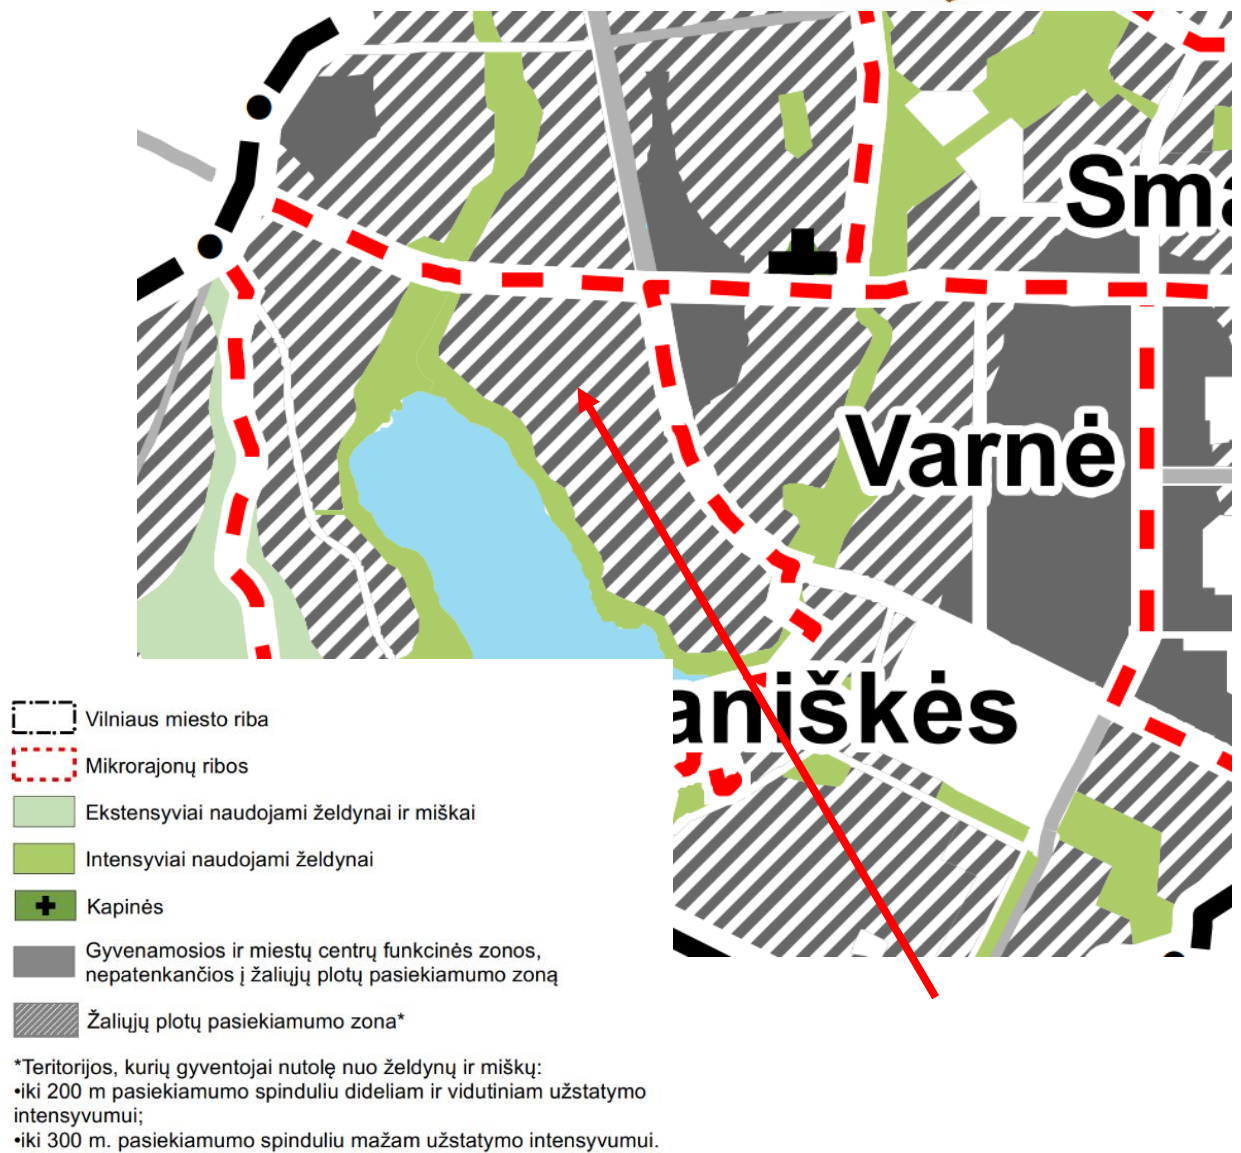 Sma
Varnė
aniškės
Vilniaus miesto riba
Mikrorajonų ribos
Ekstensyviai naudojami želdynai ir miškai
Intensyviai naudojami želdynai
Kapinės
Gyvenamosios ir miestų centrų funkcinės zonos,
nepatenkančios į žaliųjų plotų pasiekiamumo zoną
Žaliųjų plotų pasiekiamumo zona*
*Teritorijos, kurių gyventojai nutolę nuo želdynų ir miškų:
•iki 200 m pasiekiamumo spinduliu dideliam ir vidutiniam užstatymo
intensyvumui;
•iki 300 m. pasiekiamumo spinduliu mažam užstatymo intensyvumui.